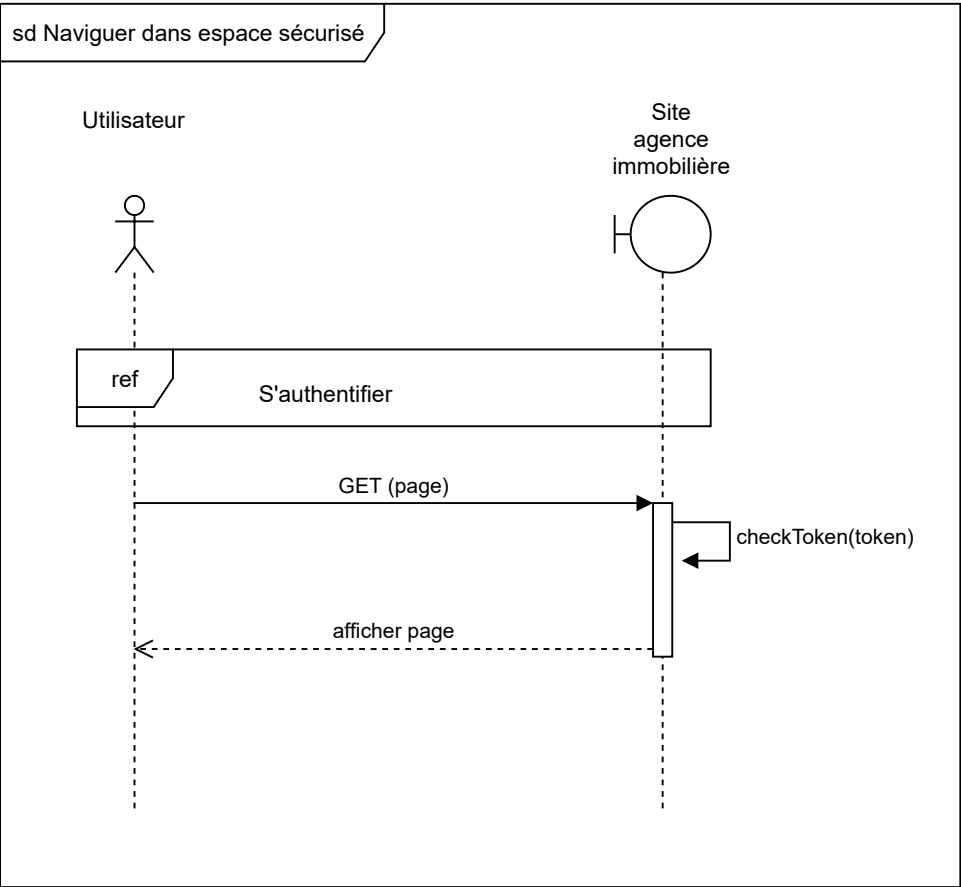 sd Naviguer dans espace sécurisé
Utilisateur
Site
agence
immobilière
ref
S'authentifier
GET (page)
checkToken(token)
afficher page